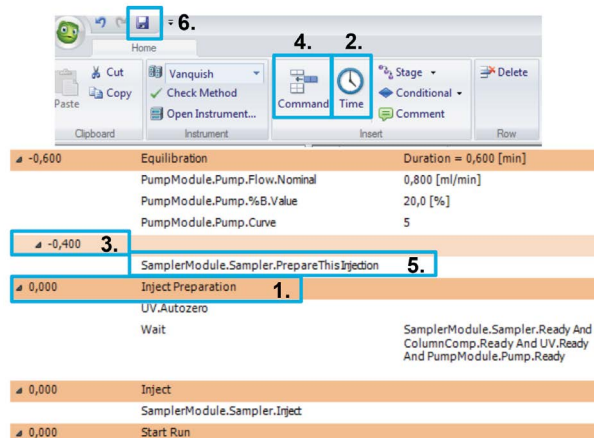 6.
Home
4.
2.
Paste
Cut
Copy
Clipboard
Vanquish
Check Method
Open Instrument...
Instrument
Command
Time
Stage
Conditional
Comment
Insert
Delete
Row
-0,600 Equilibration Duration = 0,600 [min]
PumpModule.Pump.Flow.Nominal 0,800 [ml/min]
PumpModule.Pump.%B.Value 20,0 [%]
PumpModule.Pump.Curve 5
-0,400 3.
SamplerModule.Sampler.PrepareThisInjection 5.
0,000 Inject Preparation 1.
UV.Autozero
Wait SamplerModule.Sampler.Ready And
ColumnComp.Ready And UV.Ready
And PumpModule.Pump.Ready
0,000 Inject
SamplerModule.Sampler.Inject
0,000 Start Run